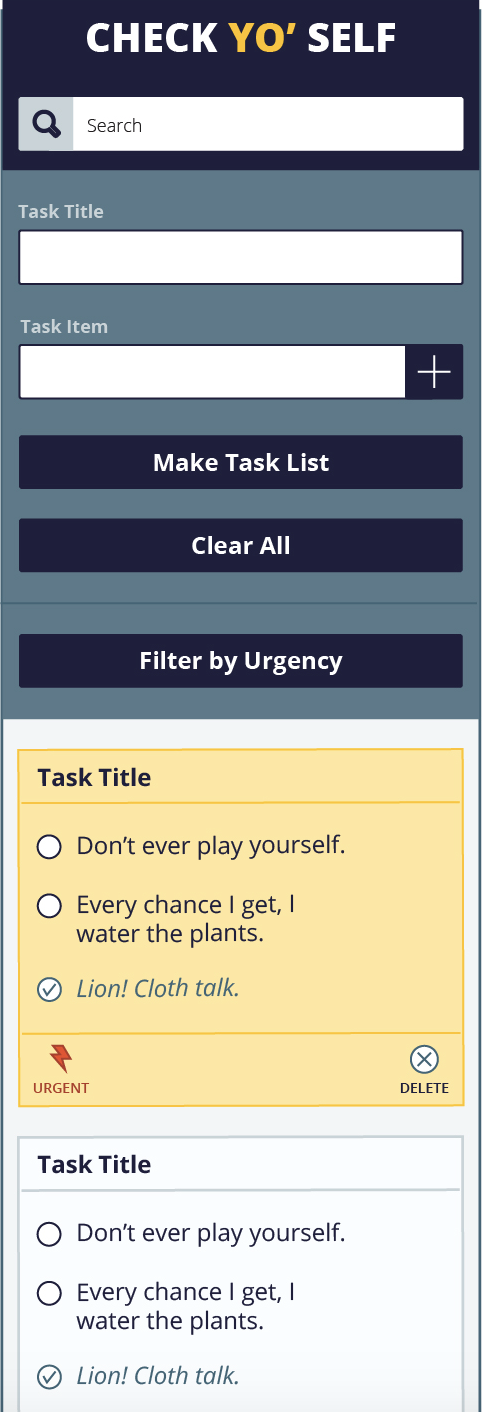 CHECK YO’ SELF
Search
Task Title
Task Item
Make Task List
Clear All
Filter by Urgency
Task Title
Don’t ever play yourself.
Every chance I get, I
water the plants.
Lion! Cloth talk.
URGENT DELETE
Task Title
Don’t ever play yourself.
Every chance I get, I
water the plants.
Lion! Cloth talk.